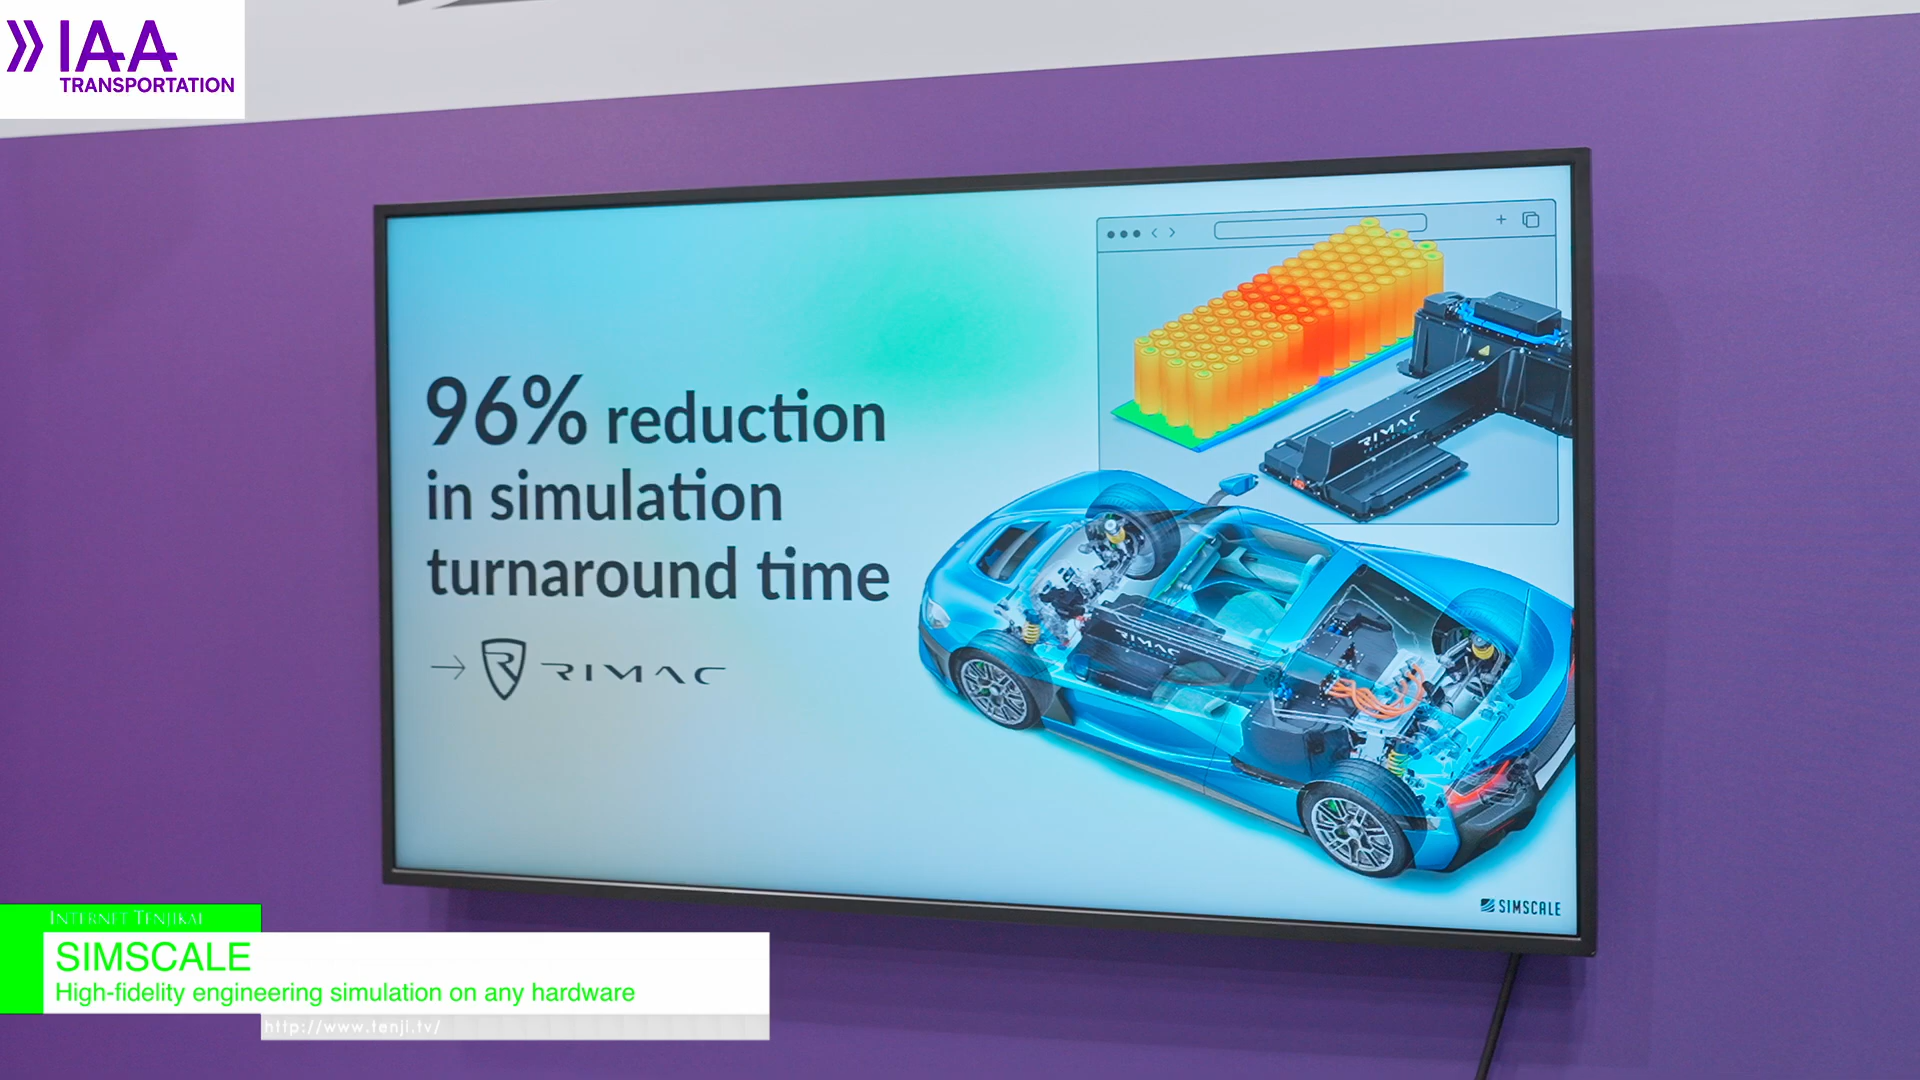 IAA
TRANSPORTATION
96% reduction
in simulation
turnaround time
RIMAC
RIMAC
RIMAC
SIMSCALE
INTERNET TENJIKAI
SIMSCALE
High-fidelity engineering simulation on any hardware
http://www.tenji.tv/